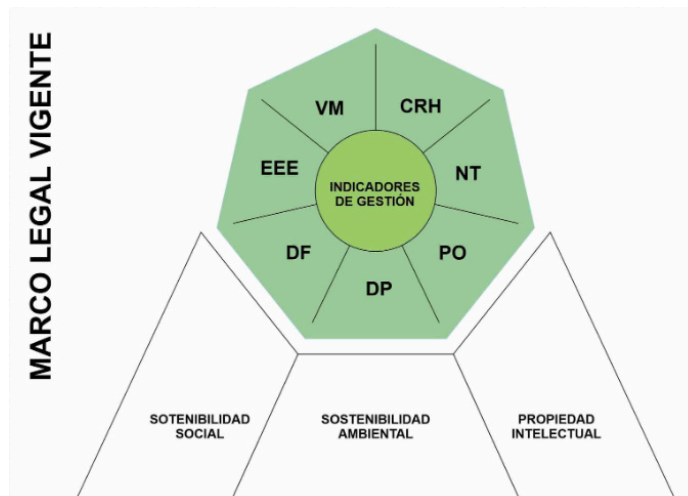 MARCO LEGAL VIGENTE
VM
CRH
EEE
NT
INDICADORES
DE GESTIÓN
DF
PO
DP
SOTENIBILIDAD
SOCIAL
SOSTENIBILIDAD
AMBIENTAL
PROPIEDAD
INTELECTUAL